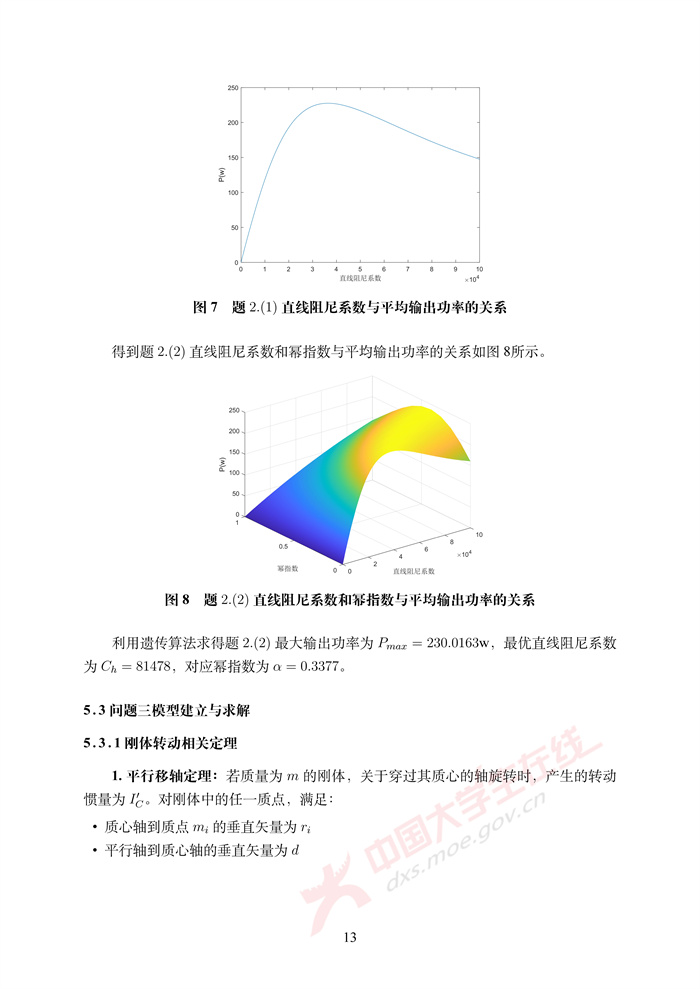 250
200
150
100
50
0
P(w)
0 1 2 3 4 5 6 7 8 9 10
直线阻尼系数 ×10⁴
图 7 题 2.(1) 直线阻尼系数与平均输出功率的关系
得到题 2.(2) 直线阻尼系数和幂指数与平均输出功率的关系如图 8所示。
250
200
150
100
50
0
P(w)
1
0.5
0
幂指数
0
2
4
6
8
10
×10⁴
直线阻尼系数
图 8 题 2.(2) 直线阻尼系数和幂指数与平均输出功率的关系
利用遗传算法求得题 2.(2) 最大输出功率为 Pmax = 230.0163w，最优直线阻尼系数
为 Ch = 81478，对应幂指数为 α = 0.3377。
5.3 问题三模型建立与求解
5.3.1 刚体转动相关定理
1. 平行移轴定理：若质量为 m 的刚体，关于穿过其质心的轴旋转时，产生的转动
惯量为 I′C。对刚体中的任一质点，满足：
• 质心轴到质点 mi 的垂直矢量为 ri
• 平行轴到质心轴的垂直矢量为 d
中国大学生在线
dxs.moe.gov.cn
13